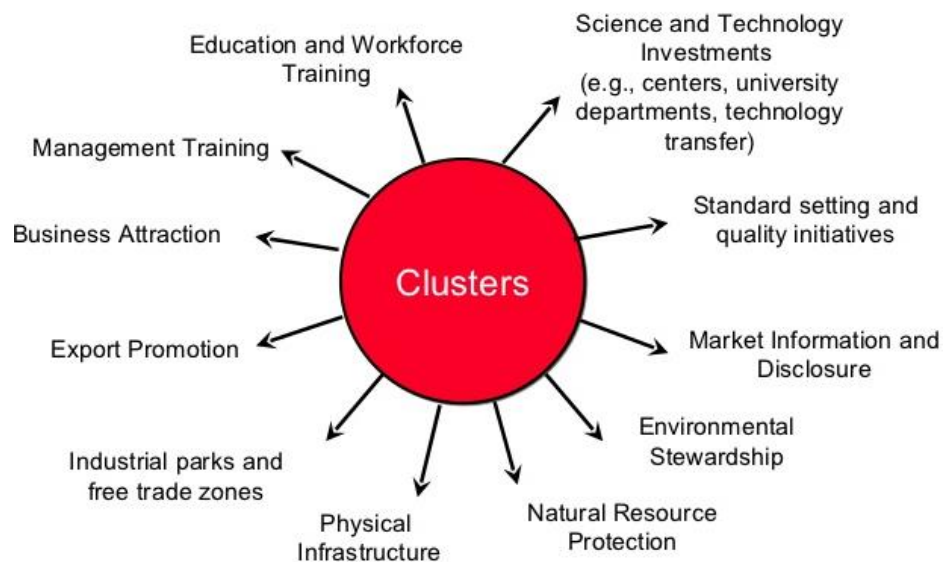 Education and Workforce
Training
Science and Technology
Investments
(e.g., centers, university
departments, technology
transfer)
Management Training
Standard setting and
quality initiatives
Business Attraction
Clusters
Market Information and
Disclosure
Export Promotion
Environmental
Stewardship
Industrial parks and
free trade zones
Natural Resource
Protection
Physical
Infrastructure